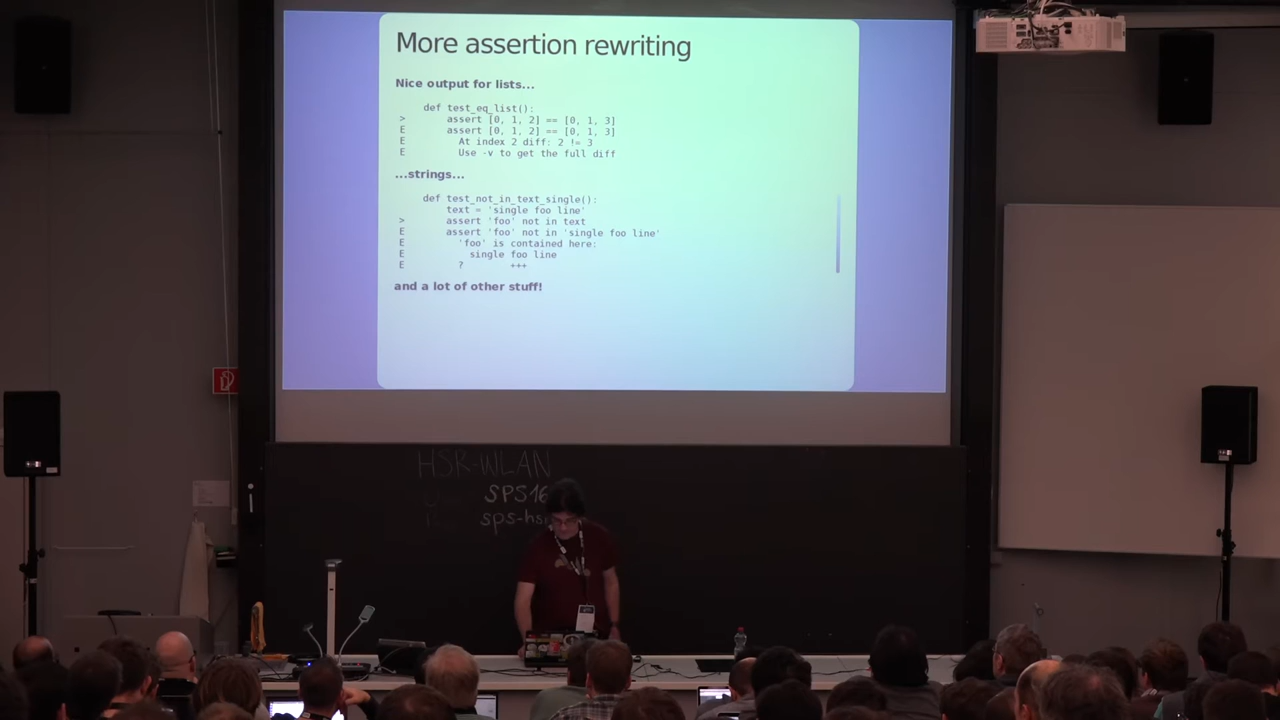 More assertion rewriting
Nice output for lists...
def test_eq_list():
>       assert [0, 1, 2] == [0, 1, 3]
E       assert [0, 1, 2] == [0, 1, 3]
E         At index 2 diff: 2 != 3
E         Use -v to get the full diff
...strings...
def test_not_in_text_single():
text = 'single foo line'
>       assert 'foo' not in text
E       assert 'foo' not in 'single foo line'
E         'foo' is contained here:
E           single foo line
E         ?        +++
and a lot of other stuff!
HSR-WLAN
SPS16